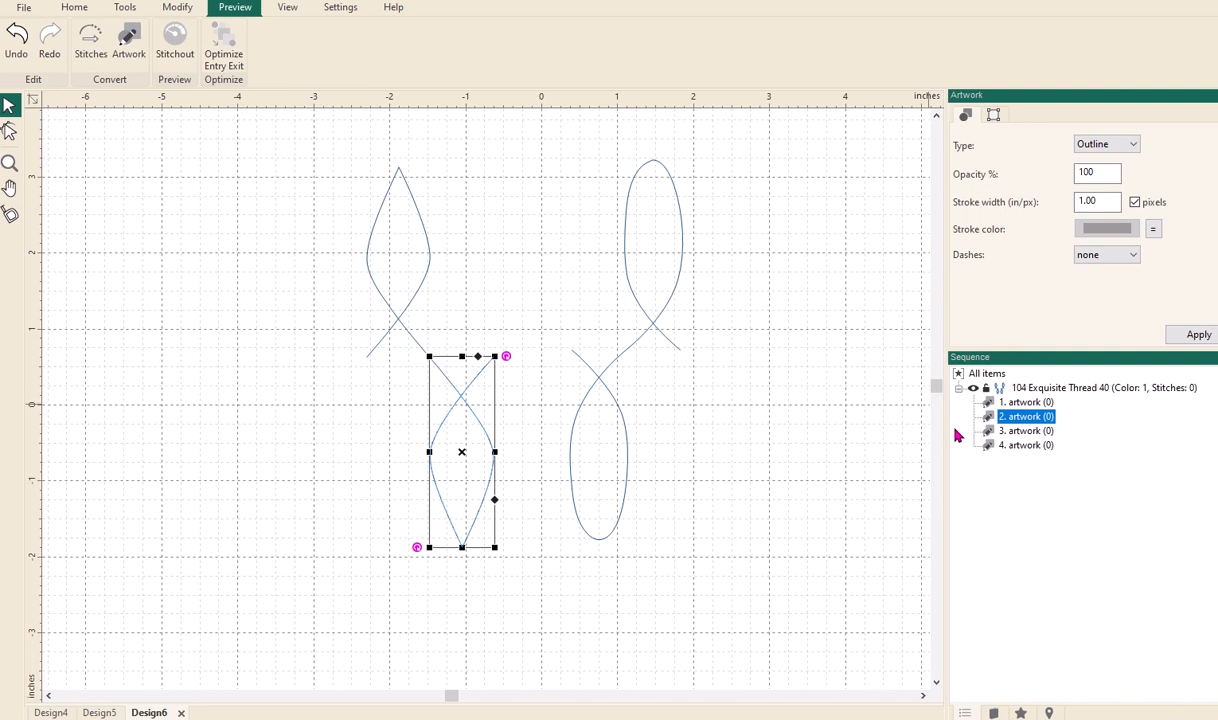 File Home Tools Modify Preview View Settings Help
Undo Redo Stitches Artwork Stitchout Optimize
Entry Exit
Edit Convert Preview Optimize
-6 -5 -4 -3 -2 -1 0 1 2 3 4 inches
3
2
1
0
-1
-2
-3
inches
Artwork
Type: Outline
Opacity %: 100
Stroke width (in/px): 1.00 pixels
Stroke color: =
Dashes: none
Apply
Sequence
All items
104 Exquisite Thread 40 (Color: 1, Stitches: 0)
1. artwork (0)
2. artwork (0)
3. artwork (0)
4. artwork (0)
Design4 Design5 Design6